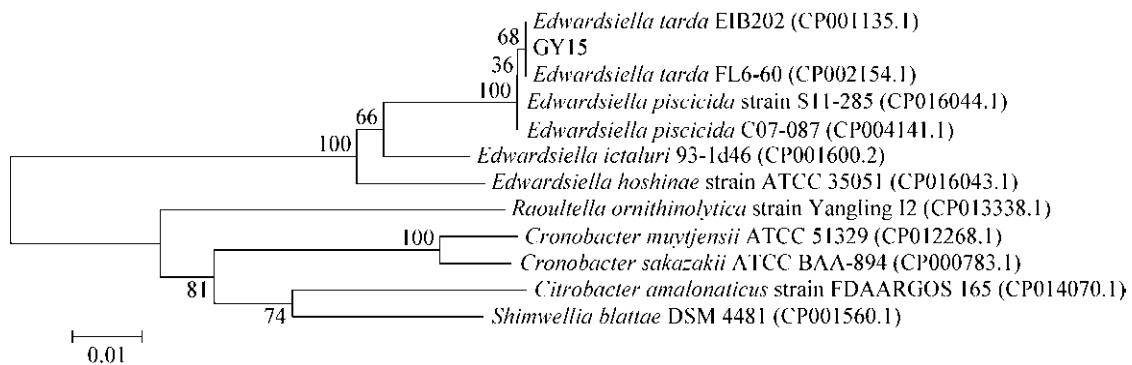 Edwardsiella tarda EIB202 (CP001135.1)
68
GY15
36
Edwardsiella tarda FL6-60 (CP002154.1)
100
Edwardsiella piscicida strain S11-285 (CP016044.1)
66
Edwardsiella piscicida C07-087 (CP004141.1)
100
Edwardsiella ictaluri 93-1d46 (CP001600.2)
Edwardsiella hoshinae strain ATCC 35051 (CP016043.1)
Raoultella ornithinolytica strain Yangling I2 (CP013338.1)
100
Cronobacter muytjensii ATCC 51329 (CP012268.1)
Cronobacter sakazakii ATCC BAA-894 (CP000783.1)
81
Citrobacter amalonaticus strain FDAARGOS 165 (CP014070.1)
74
Shimwellia blattae DSM 4481 (CP001560.1)
0.01